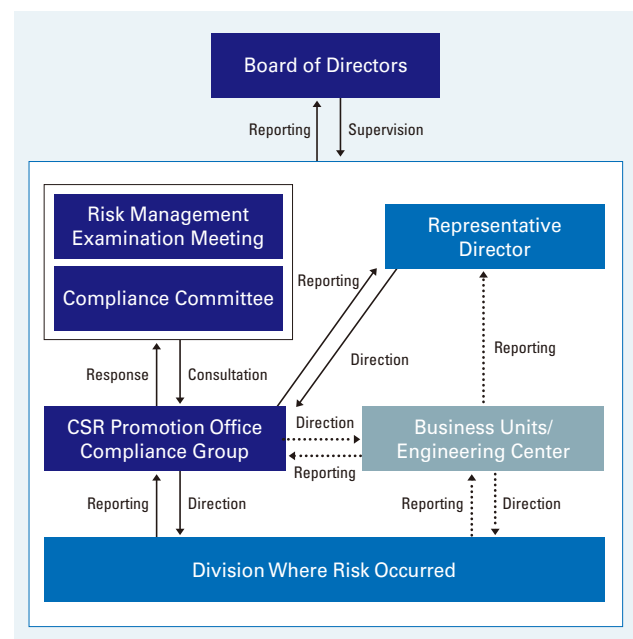 Board of Directors
Reporting
Supervision
Risk Management
Examination Meeting
Compliance Committee
Representative
Director
Reporting
Direction
Response
Consultation
Reporting
CSR Promotion Office
Compliance Group
Direction
Reporting
Business Units/
Engineering Center
Reporting
Direction
Reporting
Direction
Division Where Risk Occurred